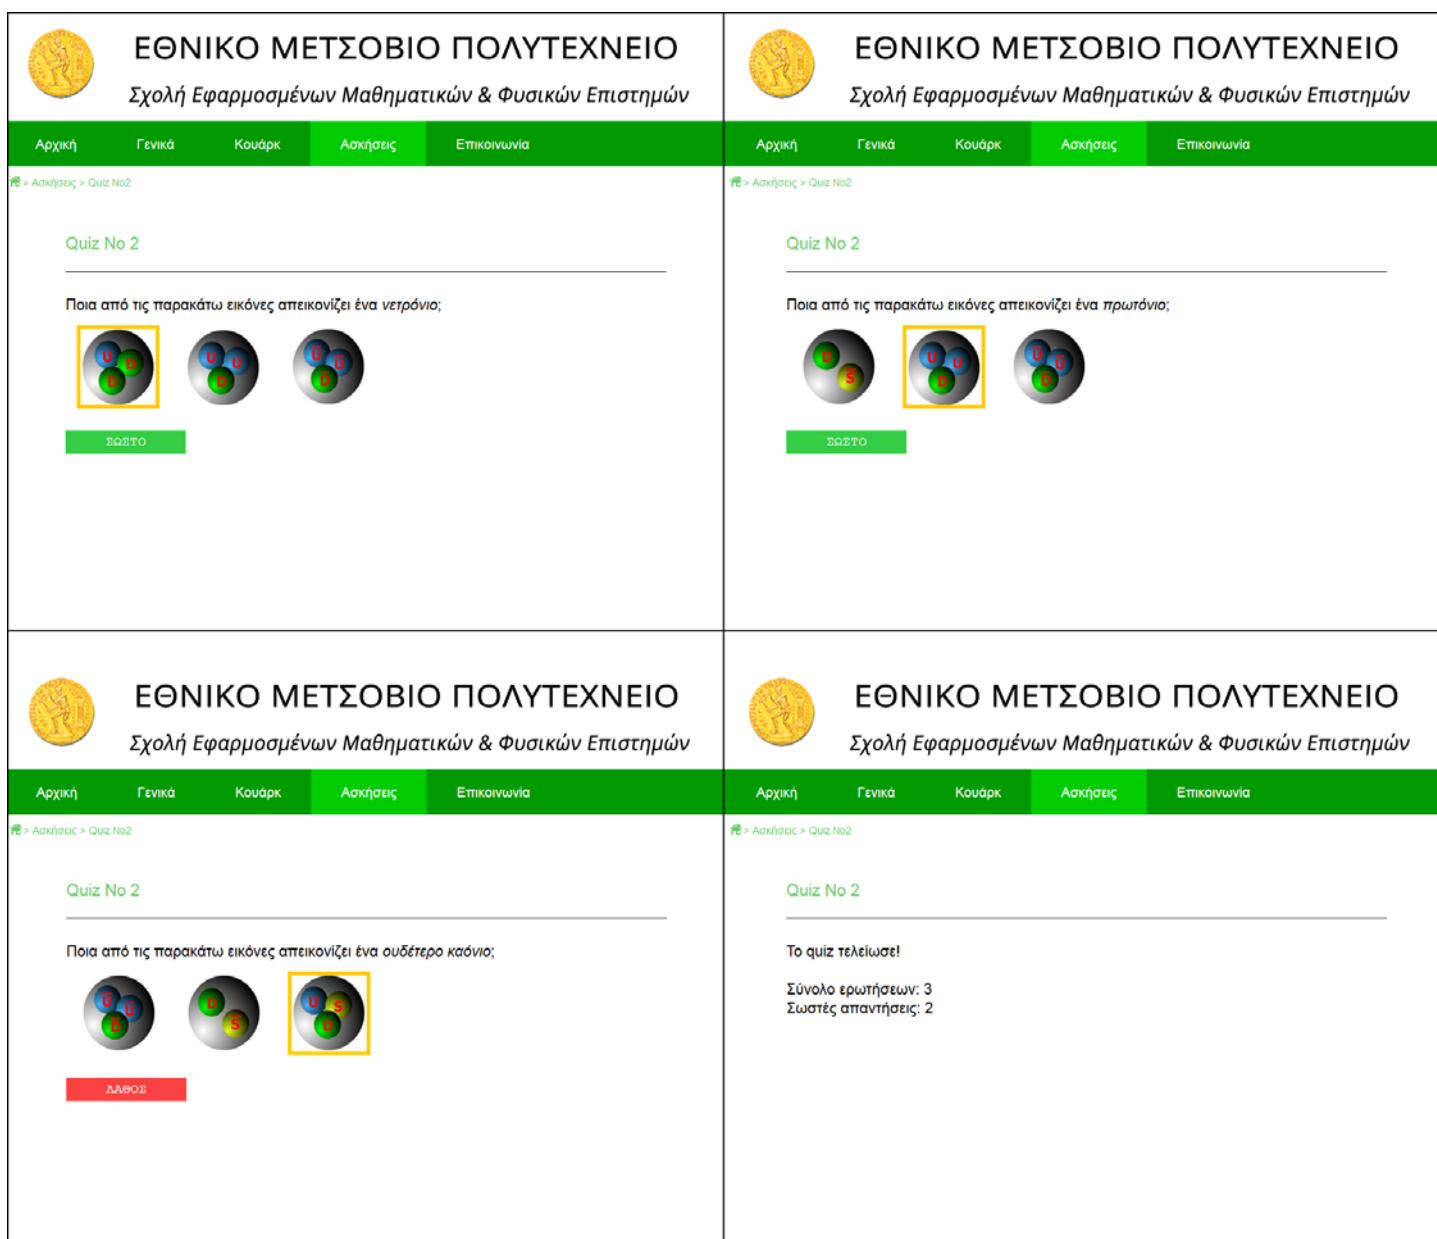 ΕΘΝΙΚΟ ΜΕΤΣΟΒΙΟ ΠΟΛΥΤΕΧΝΕΙΟ
Σχολή Εφαρμοσμένων Μαθηματικών & Φυσικών Επιστημών
Αρχική Γενικά Κουάρκ Ασκήσεις Επικοινωνία
> Ασκήσεις > Quiz No2
Quiz No 2
Ποια από τις παρακάτω εικόνες απεικονίζει ένα νετρόνιο;
U D D U U D U̅ U̅ D̅
ΣΩΣΤΟ
ΕΘΝΙΚΟ ΜΕΤΣΟΒΙΟ ΠΟΛΥΤΕΧΝΕΙΟ
Σχολή Εφαρμοσμένων Μαθηματικών & Φυσικών Επιστημών
Αρχική Γενικά Κουάρκ Ασκήσεις Επικοινωνία
> Ασκήσεις > Quiz No2
Quiz No 2
Ποια από τις παρακάτω εικόνες απεικονίζει ένα πρωτόνιο;
D S̅ U U D U̅ U̅ D̅
ΣΩΣΤΟ
ΕΘΝΙΚΟ ΜΕΤΣΟΒΙΟ ΠΟΛΥΤΕΧΝΕΙΟ
Σχολή Εφαρμοσμένων Μαθηματικών & Φυσικών Επιστημών
Αρχική Γενικά Κουάρκ Ασκήσεις Επικοινωνία
> Ασκήσεις > Quiz No2
Quiz No 2
Ποια από τις παρακάτω εικόνες απεικονίζει ένα ουδέτερο καόνιο;
U̅ U̅ D̅ D S̅ U S D
ΛΑΘΟΣ
ΕΘΝΙΚΟ ΜΕΤΣΟΒΙΟ ΠΟΛΥΤΕΧΝΕΙΟ
Σχολή Εφαρμοσμένων Μαθηματικών & Φυσικών Επιστημών
Αρχική Γενικά Κουάρκ Ασκήσεις Επικοινωνία
> Ασκήσεις > Quiz No2
Quiz No 2
Το quiz τελείωσε!
Σύνολο ερωτήσεων: 3
Σωστές απαντήσεις: 2